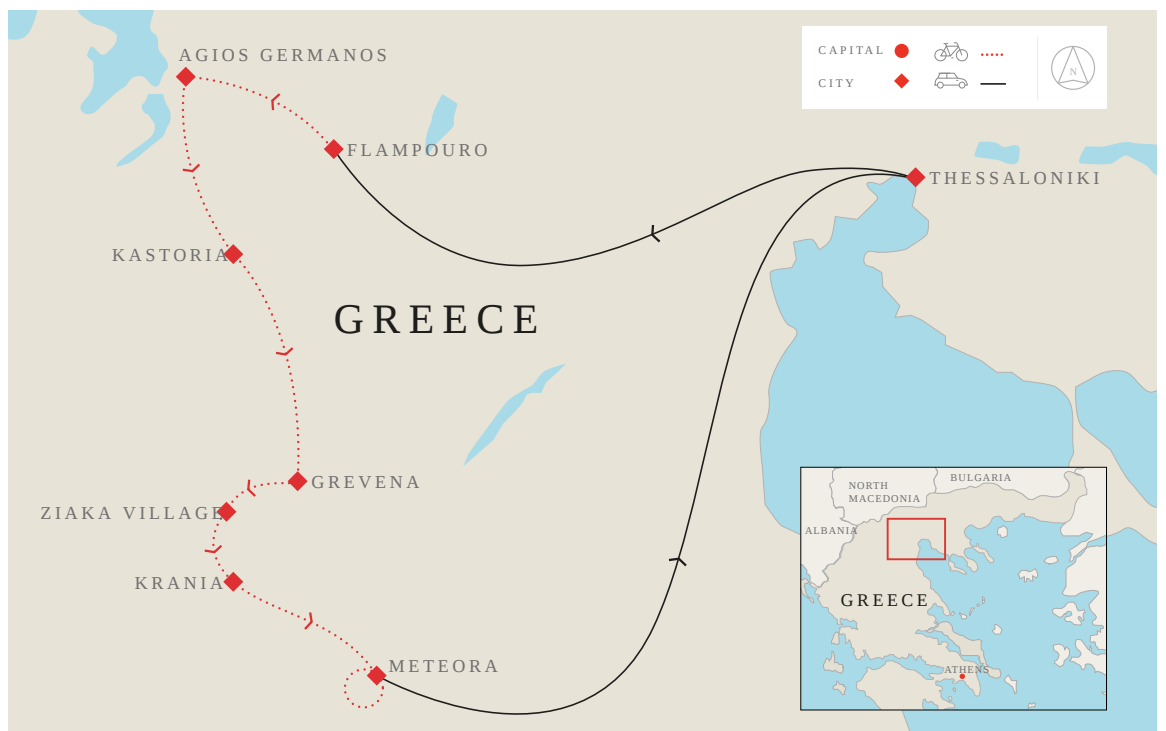 AGIOS GERMANOS
CAPITAL
CITY
N
FLAMPOURO
THESSALONIKI
KASTORIA
GREECE
GREVENA
ZIAKA VILLAGE
KRANIA
METEORA
NORTH
MACEDONIA
BULGARIA
ALBANIA
GREECE
ATHENS